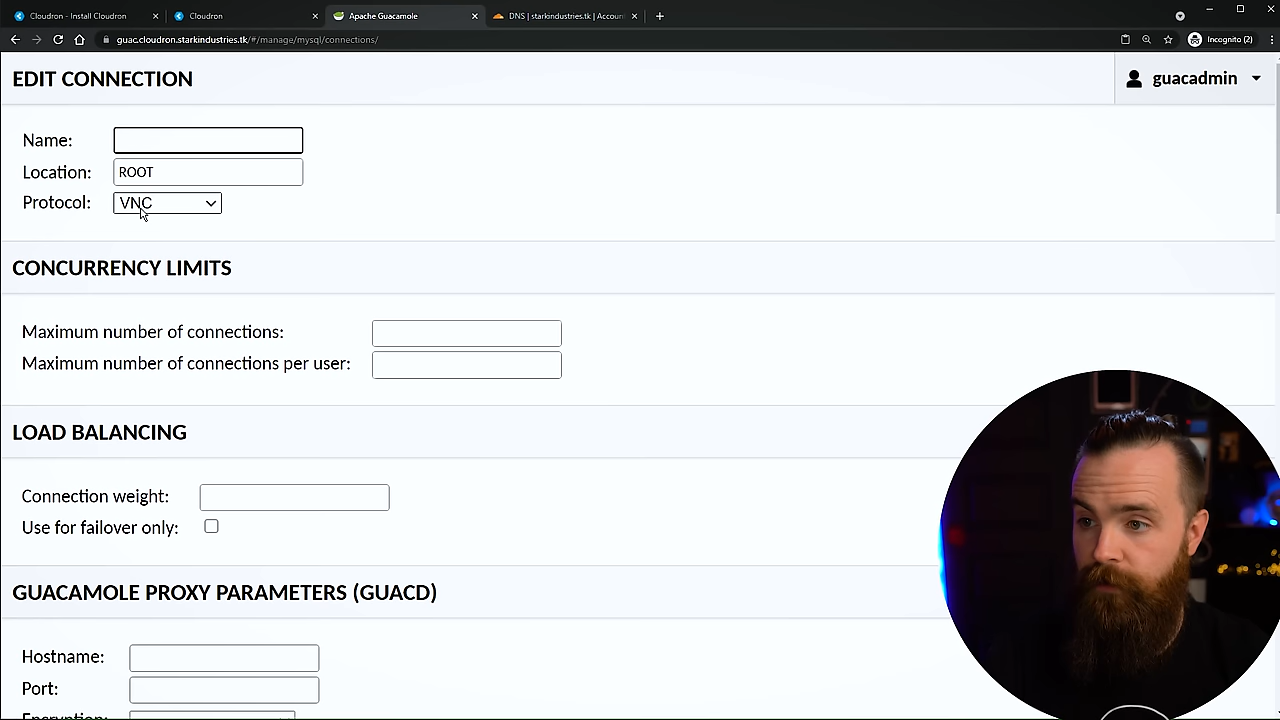 Cloudron - Install Cloudron
Cloudron
Apache Guacamole
DNS | starkindustries.tk | Account
guac.cloudron.starkindustries.tk/#/manage/mysql/connections/
Incognito (2)
EDIT CONNECTION
guacadmin
Name:
Location: ROOT
Protocol: VNC
CONCURRENCY LIMITS
Maximum number of connections:
Maximum number of connections per user:
LOAD BALANCING
Connection weight:
Use for failover only:
GUACAMOLE PROXY PARAMETERS (GUACD)
Hostname:
Port:
Encryption: